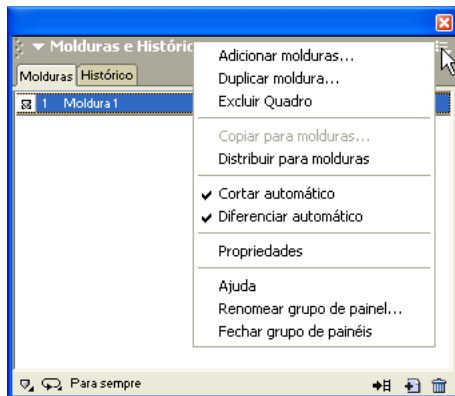 Molduras e Históric
Molduras Histórico
1 Moldura 1
Adicionar molduras...
Duplicar moldura...
Excluir Quadro
Copiar para molduras...
Distribuir para molduras
Cortar automático
Diferenciar automático
Propriedades
Ajuda
Renomear grupo de painel...
Fechar grupo de painéis
Para sempre